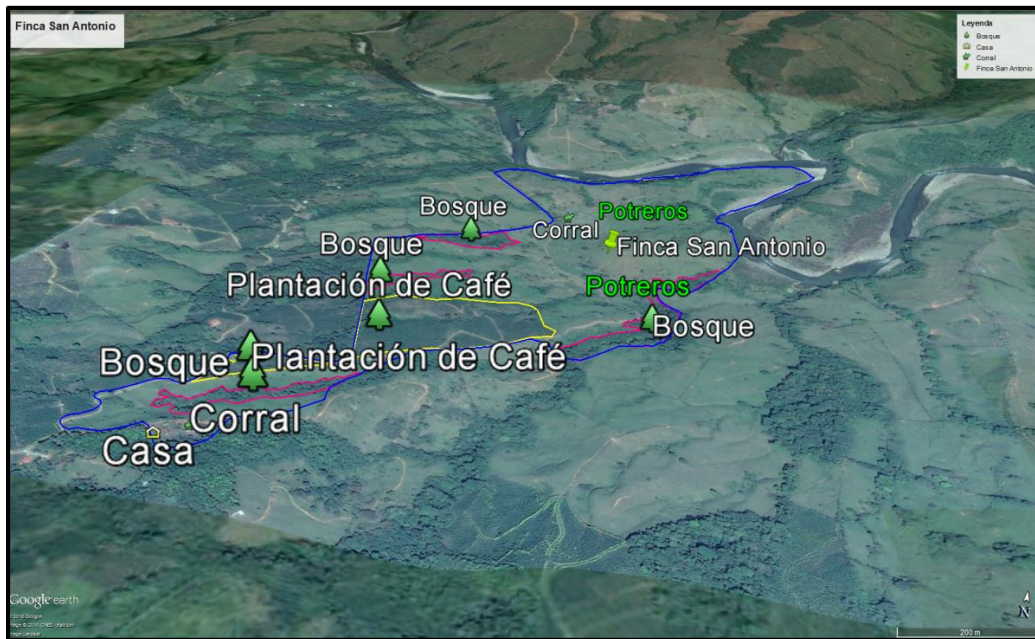 Finca San Antonio
Leyenda
Bosque
Casa
Corral
Finca San Antonio
Bosque
Potreros
Corral
Bosque
Finca San Antonio
Plantación de Café
Potreros
Bosque
Bosque
Plantación de Café
Corral
Casa
Google earth
N
200 m